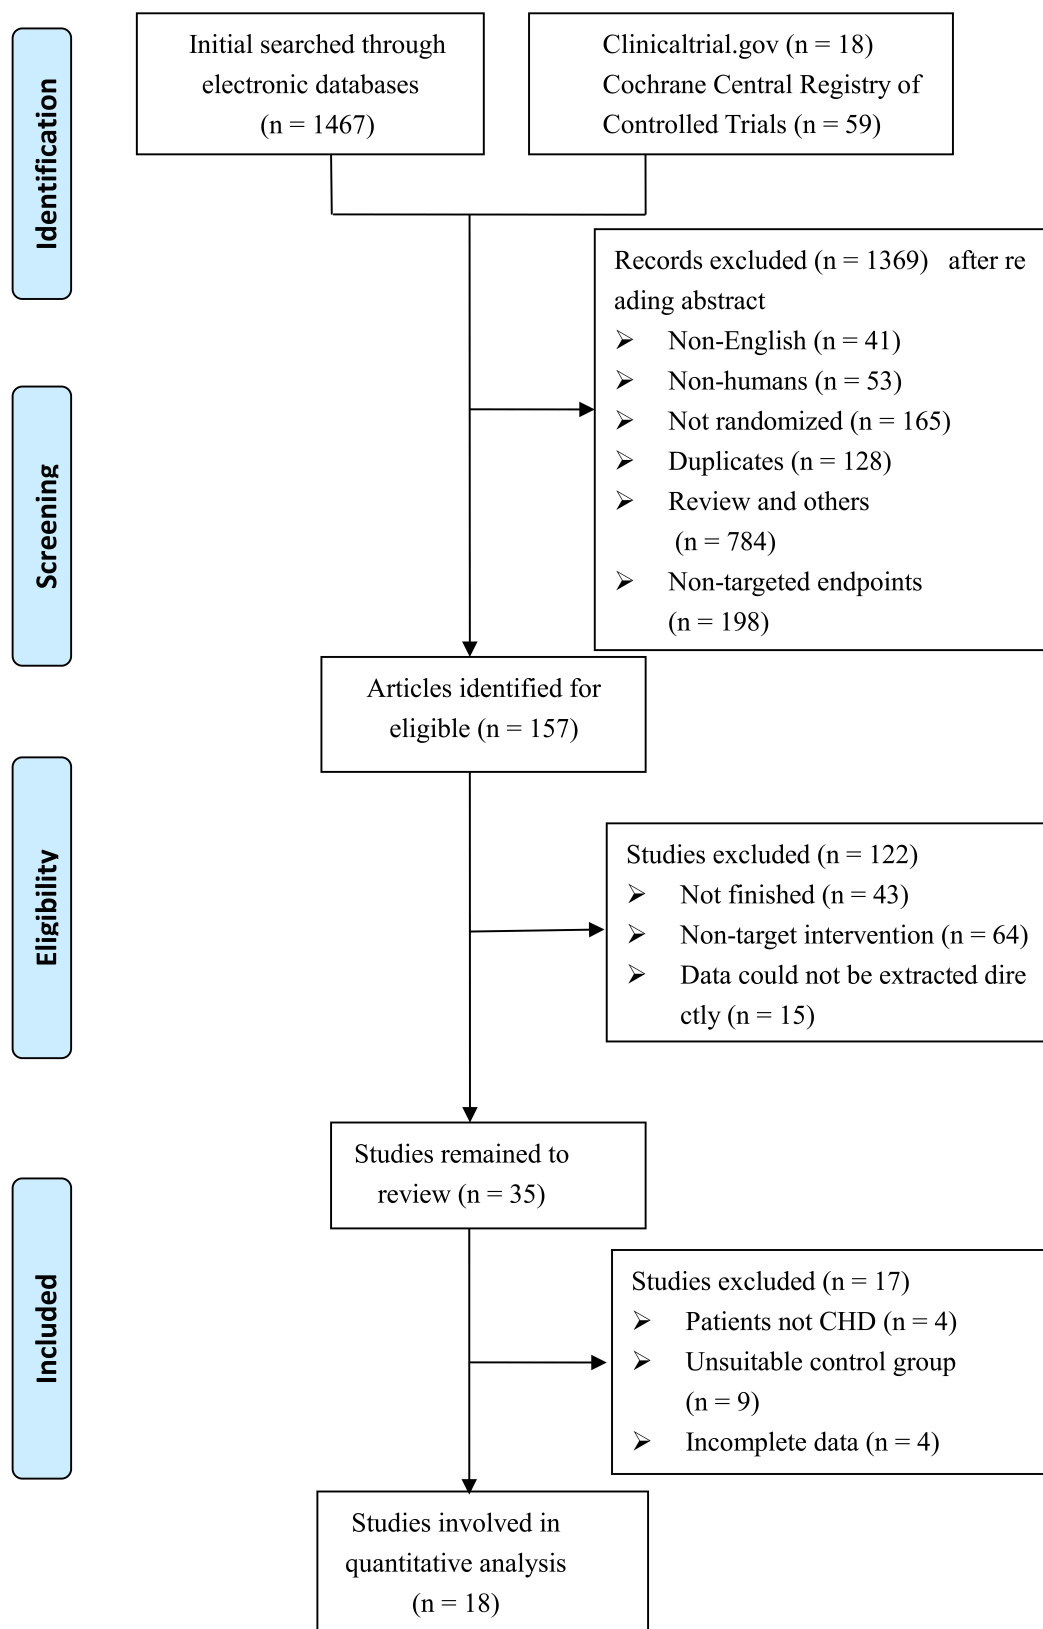 Identification
Initial searched through
electronic databases
(n = 1467)
Clinicaltrial.gov (n = 18)
Cochrane Central Registry of
Controlled Trials (n = 59)
Records excluded (n = 1369) after re
ading abstract
➢ Non-English (n = 41)
➢ Non-humans (n = 53)
➢ Not randomized (n = 165)
➢ Duplicates (n = 128)
➢ Review and others
(n = 784)
➢ Non-targeted endpoints
(n = 198)
Screening
Articles identified for
eligible (n = 157)
Eligibility
Studies excluded (n = 122)
➢ Not finished (n = 43)
➢ Non-target intervention (n = 64)
➢ Data could not be extracted dire
ctly (n = 15)
Studies remained to
review (n = 35)
Included
Studies excluded (n = 17)
➢ Patients not CHD (n = 4)
➢ Unsuitable control group
(n = 9)
➢ Incomplete data (n = 4)
Studies involved in
quantitative analysis
(n = 18)